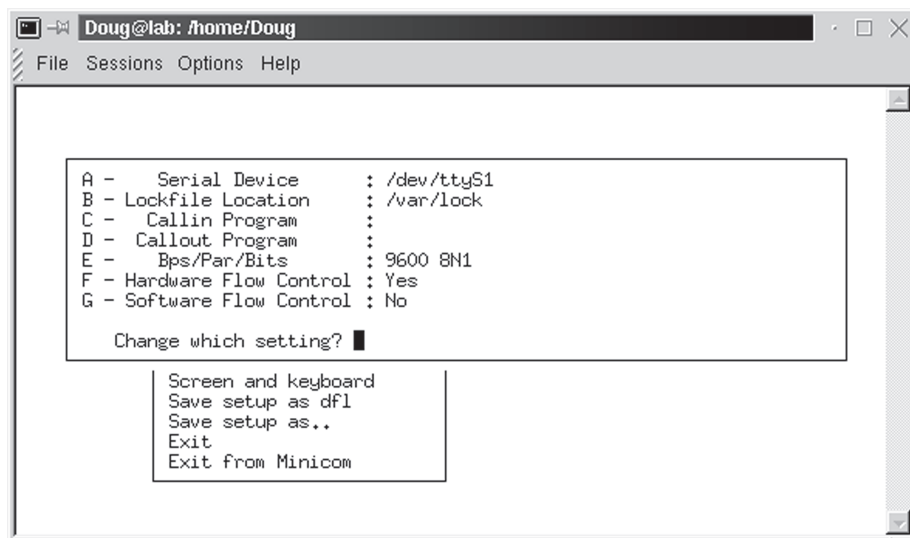 Doug@lab: /home/Doug
File Sessions Options Help
A - Serial Device : /dev/ttyS1
B - Lockfile Location : /var/lock
C - Callin Program :
D - Callout Program :
E - Bps/Par/Bits : 9600 8N1
F - Hardware Flow Control : Yes
G - Software Flow Control : No
Change which setting?
Screen and keyboard
Save setup as dfl
Save setup as..
Exit
Exit from Minicom